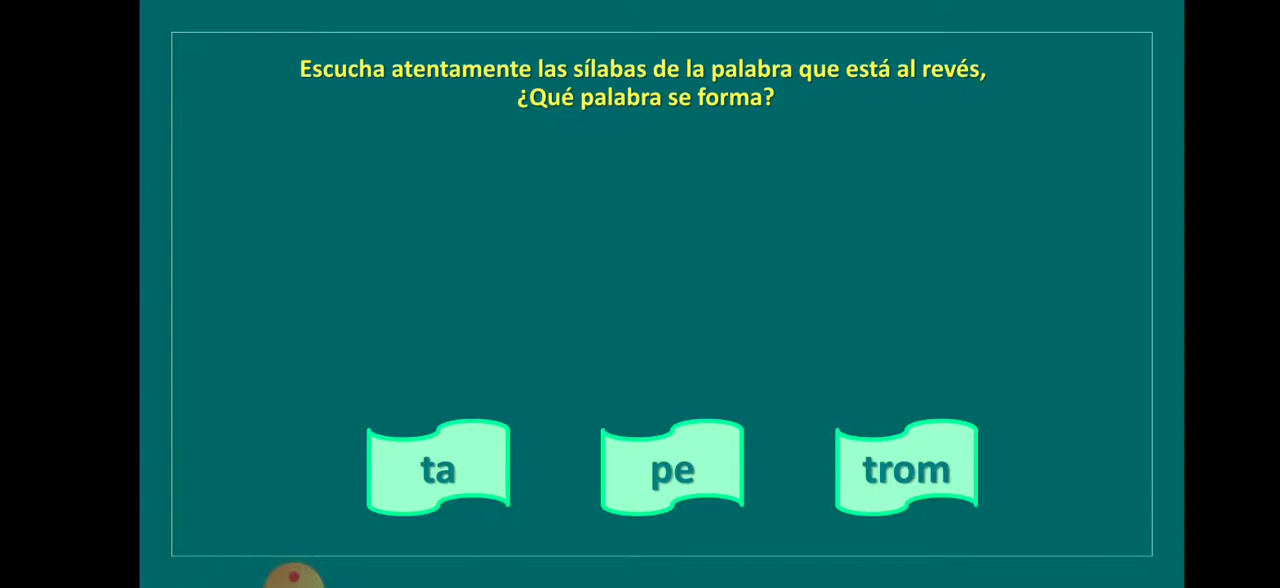 Escucha atentamente las sílabas de la palabra que está al revés,
¿Qué palabra se forma?
ta pe trom